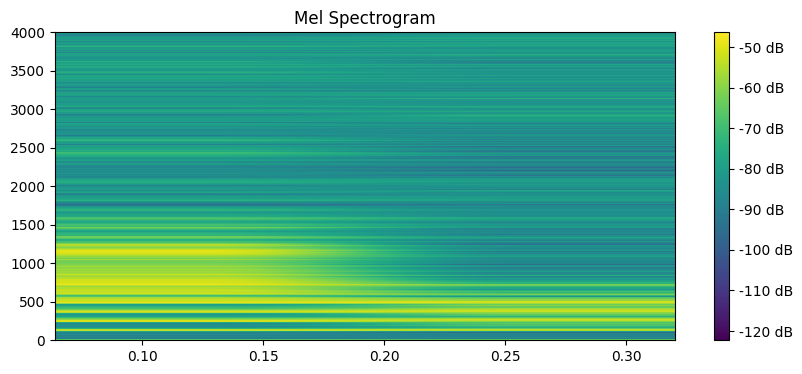 Mel Spectrogram
4000
3500
3000
2500
2000
1500
1000
500
0
0.10 0.15 0.20 0.25 0.30
-50 dB
-60 dB
-70 dB
-80 dB
-90 dB
-100 dB
-110 dB
-120 dB